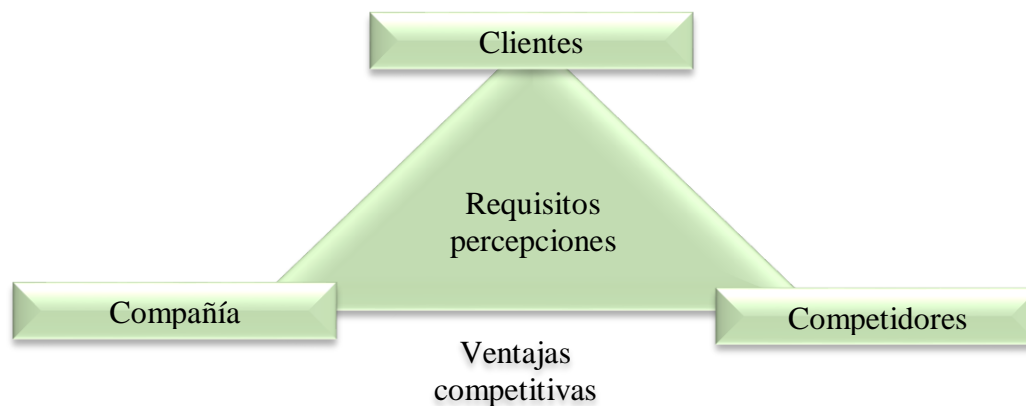 Clientes
Requisitos
percepciones
Compañía
Competidores
Ventajas
competitivas